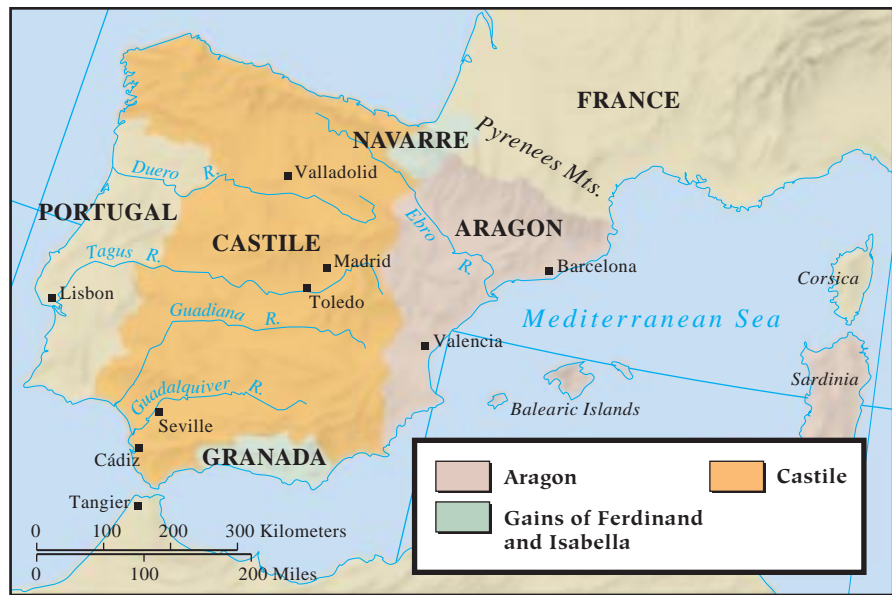 FRANCE
NAVARRE
Pyrenees Mts.
Duero R.
Valladolid
PORTUGAL
Ebro R.
ARAGON
CASTILE
Tagus R.
Madrid
Barcelona
Corsica
Lisbon
Toledo
Guadiana R.
Mediterranean Sea
Valencia
Sardinia
Guadalquiver R.
Balearic Islands
Seville
Cádiz
GRANADA
Tangier
0 100 200 300 Kilometers
0 100 200 Miles
Aragon
Castile
Gains of Ferdinand
and Isabella